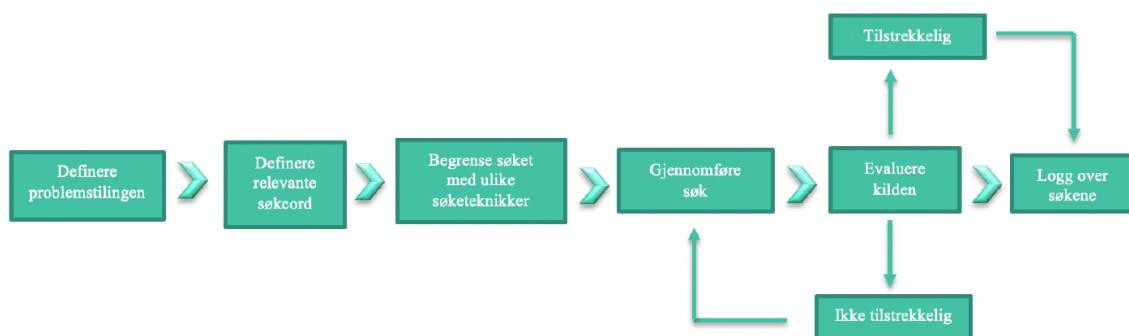 Tilstrekkelig
Definere
problemstilingen
Definere
relevante
søkeord
Begrense søket
med ulike
søketeknikker
Gjennomføre
søk
Evaluere
kilden
Logg over
søkene
Ikke tilstrekkelig